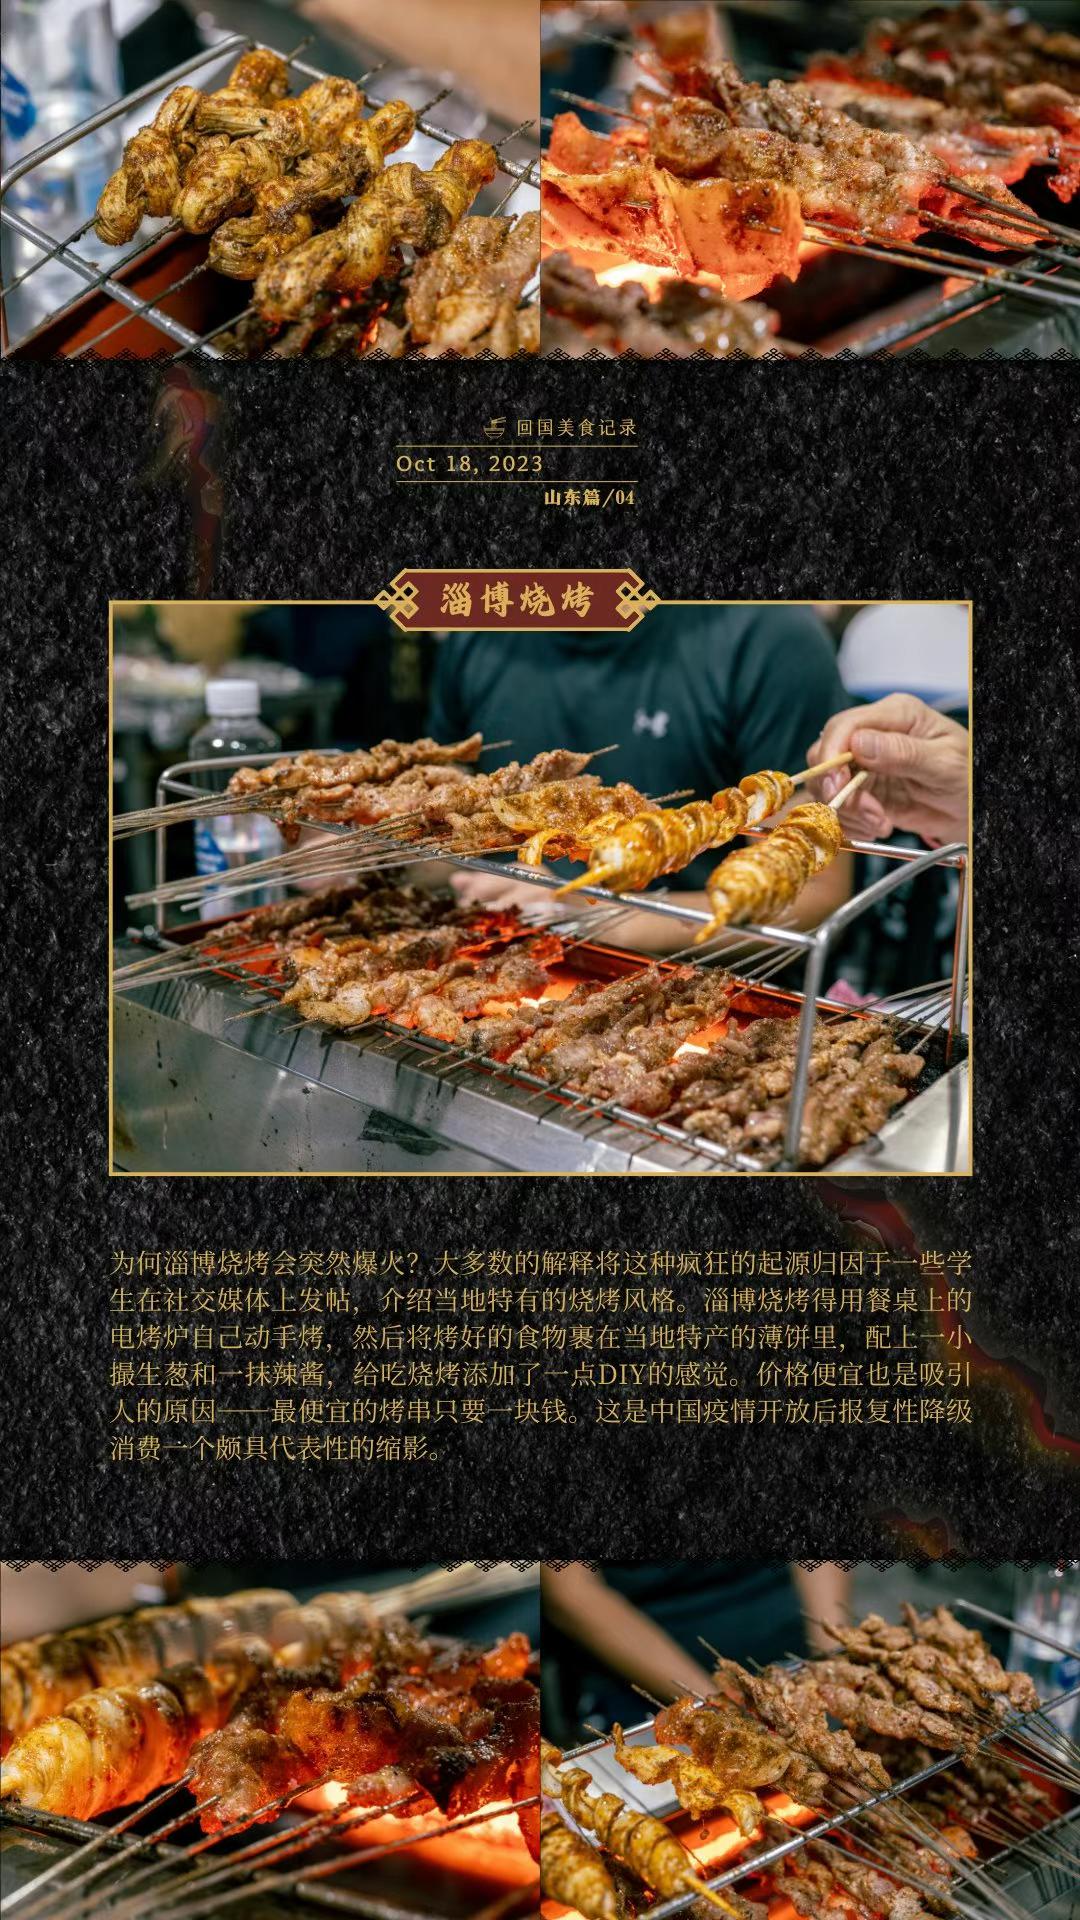 回国美食记录
Oct 18, 2023
山东篇/04
淄博烧烤
为何淄博烧烤会突然爆火？大多数的解释将这种疯狂的起源归因于一些学
生在社交媒体上发帖，介绍当地特有的烧烤风格。淄博烧烤得用餐桌上的
电烤炉自己动手烤，然后将烤好的食物裹在当地特产的薄饼里，配上一小
撮生葱和一抹辣酱，给吃烧烤添加了一点DIY的感觉。价格便宜也是吸引
人的原因——最便宜的烤串只要一块钱。这是中国疫情开放后报复性降级
消费一个颇具代表性的缩影。